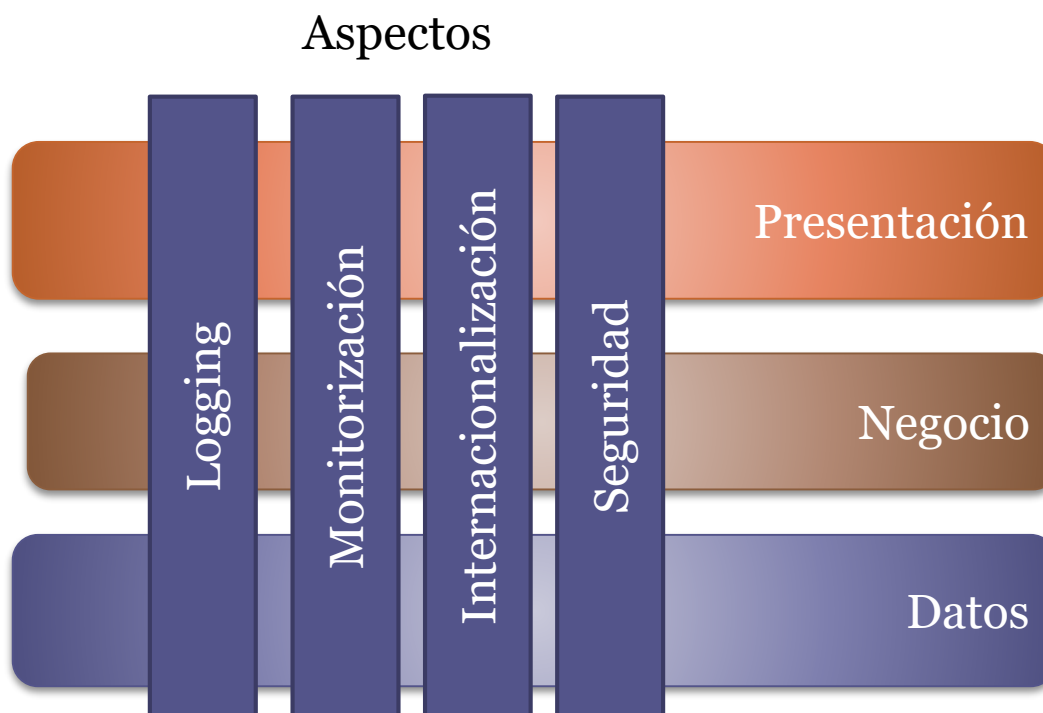 Aspectos
Logging
Monitorización
Internacionalización
Seguridad
Presentación
Negocio
Datos